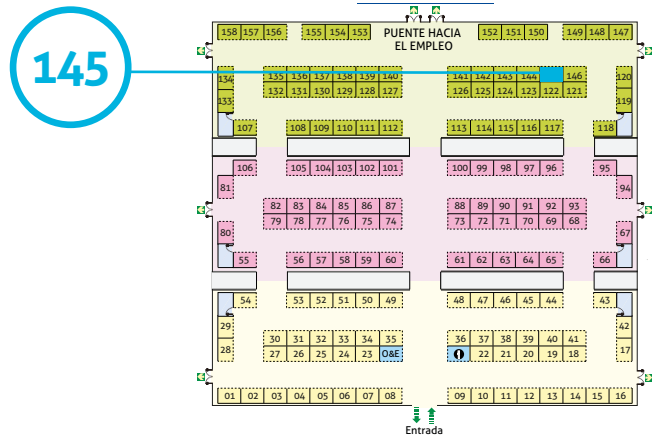 145
158 157 156 155 154 153 PUENTE HACIA EL EMPLEO 152 151 150 149 148 147
134 135 136 137 138 139 140 141 142 143 144 146 120
133 132 131 130 129 128 127 126 125 124 123 122 121 119
107 108 109 110 111 112 113 114 115 116 117 118
106 105 104 103 102 101 100 99 98 97 96 95
81 94
82 83 84 85 86 87 88 89 90 91 92 93
80 79 78 77 76 75 74 73 72 71 70 69 68 67
55 56 57 58 59 60 61 62 63 64 65 66
54 53 52 51 50 49 48 47 46 45 44 43
29 42
30 31 32 33 34 35 36 37 38 39 40 41
28 27 26 25 24 23 O&E 22 21 20 19 18 17
01 02 03 04 05 06 07 08 09 10 11 12 13 14 15 16
Entrada